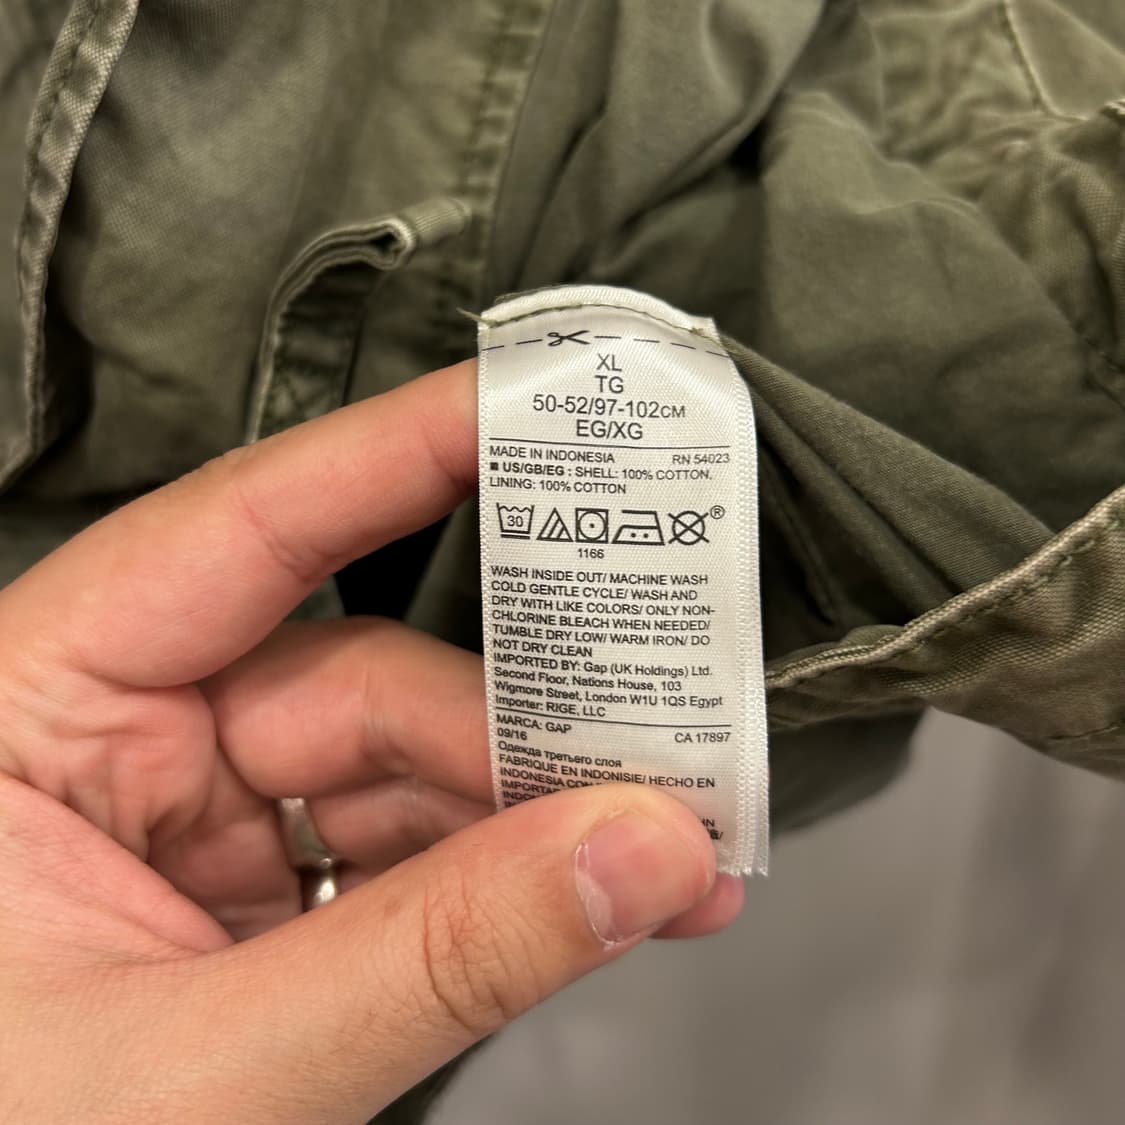 XL
TG
50-52/97-102CM
EG/XG
MADE IN INDONESIA RN 54023
■ US/GB/EG : SHELL: 100% COTTON.
LINING: 100% COTTON
30 ®
1166
WASH INSIDE OUT/ MACHINE WASH
COLD GENTLE CYCLE/ WASH AND
DRY WITH LIKE COLORS/ ONLY NON-
CHLORINE BLEACH WHEN NEEDED/
TUMBLE DRY LOW/ WARM IRON/ DO
NOT DRY CLEAN
IMPORTED BY: Gap (UK Holdings) Ltd.
Second Floor, Nations House, 103
Wigmore Street, London W1U 1QS Egypt
Importer: RIGE, LLC
MARCA: GAP CA 17897
09/16
Одежда третьего слоя
FABRIQUE EN INDONISIE/ HECHO EN
INDONESIA